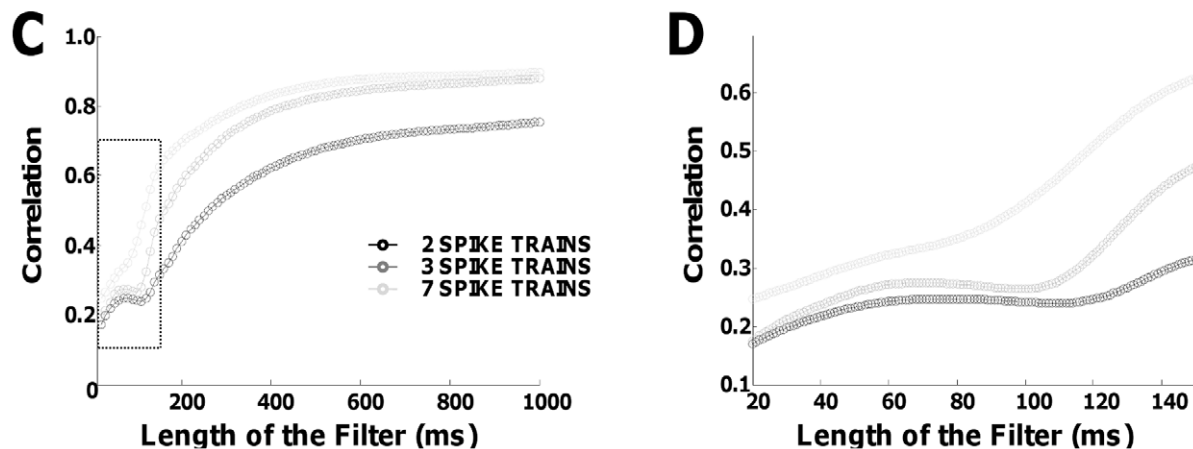 C
1.0
0.8
0.6
0.4
0.2
0
Correlation
200 400 600 800 1000
Length of the Filter (ms)
2 SPIKE TRAINS
3 SPIKE TRAINS
7 SPIKE TRAINS
D
0.6
0.5
0.4
0.3
0.2
0.1
Correlation
20 40 60 80 100 120 140
Length of the Filter (ms)